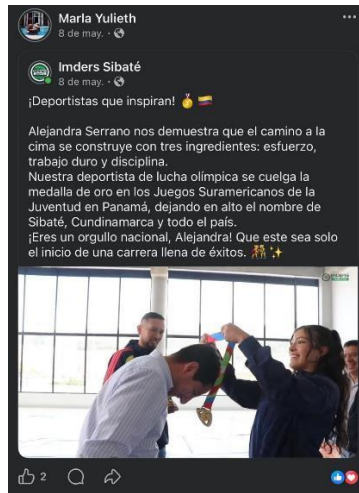 Marla Yulieth
8 de may.
Imders Sibaté
8 de may.
¡Deportistas que inspiran! 🥇 🇨🇴
Alejandra Serrano nos demuestra que el camino a la
cima se construye con tres ingredientes: esfuerzo,
trabajo duro y disciplina.
Nuestra deportista de lucha olímpica se cuelga la
medalla de oro en los Juegos Suramericanos de la
Juventud en Panamá, dejando en alto el nombre de
Sibaté, Cundinamarca y todo el país.
¡Eres un orgullo nacional, Alejandra! Que este sea solo
el inicio de una carrera llena de éxitos. 🤼✨
2